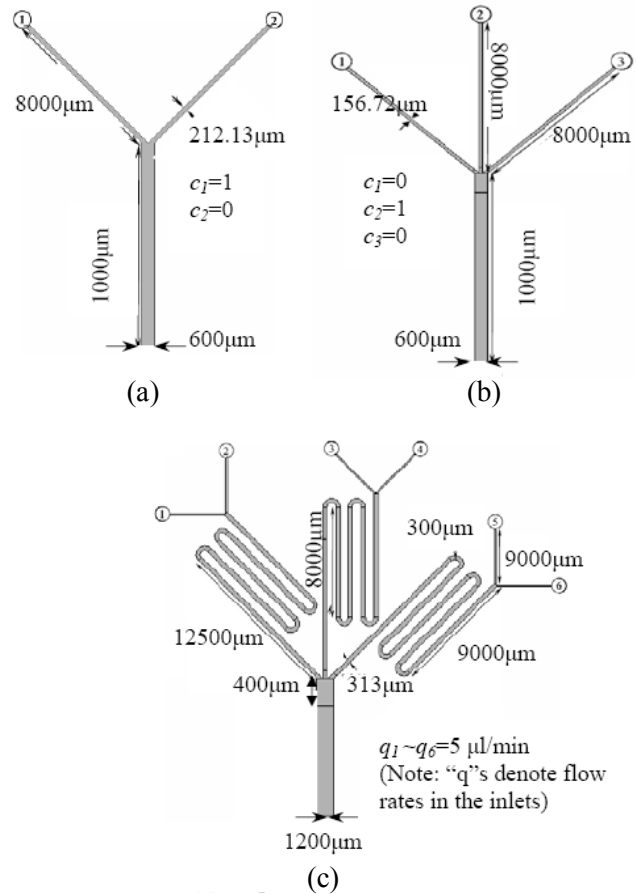 1
2
8000μm
212.13μm
c1=1
c2=0
1000μm
600μm
(a)
1
2
3
8000μm
156.72μm
8000μm
c1=0
c2=1
c3=0
1000μm
600μm
(b)
1
2
3
4
5
6
8000μm
300μm
9000μm
12500μm
9000μm
400μm
313μm
q1~q6=5 μl/min
(Note: “q”s denote flow
rates in the inlets)
1200μm
(c)